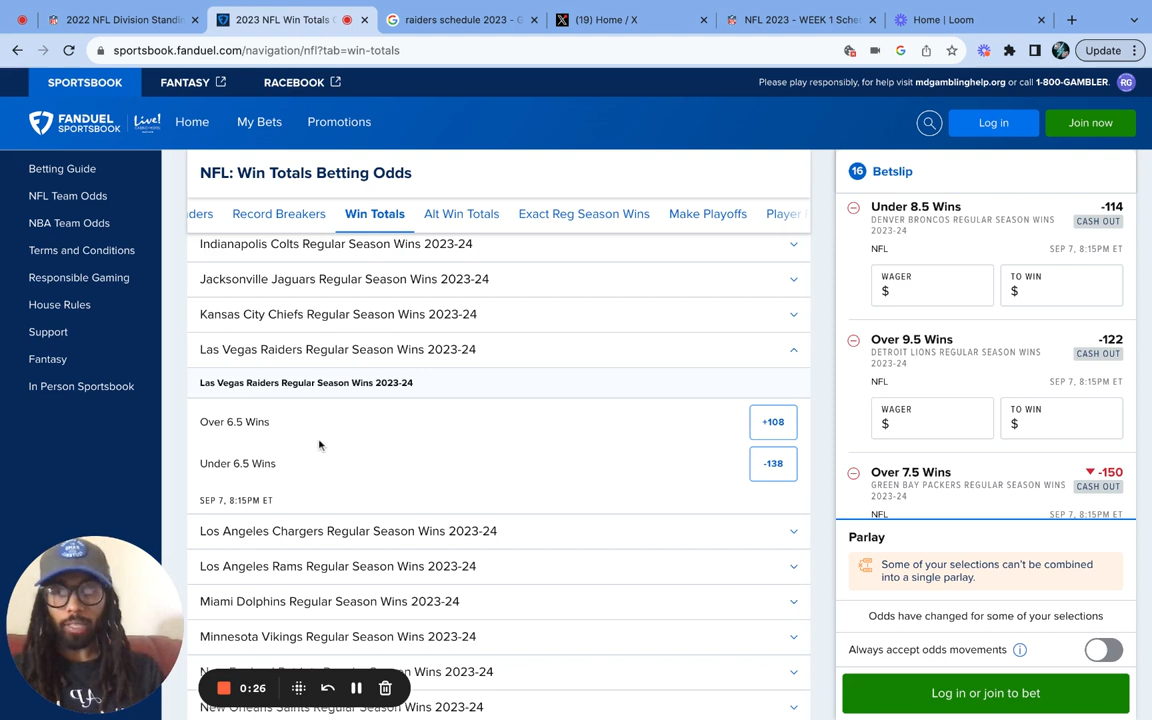 2022 NFL Division Standin
2023 NFL Win Totals
raiders schedule 2023 - G
(19) Home / X
NFL 2023 - WEEK 1 Sche
Home | Loom
sportsbook.fanduel.com/navigation/nfl?tab=win-totals
Update
SPORTSBOOK
FANTASY
RACEBOOK
Please play responsibly, for help visit mdgamblinghelp.org or call 1-800-GAMBLER.
RG
FANDUEL
SPORTSBOOK
Live!
Home
My Bets
Promotions
Log in
Join now
Betting Guide
NFL Team Odds
NBA Team Odds
Terms and Conditions
Responsible Gaming
House Rules
Support
Fantasy
In Person Sportsbook
NFL: Win Totals Betting Odds
ders
Record Breakers
Win Totals
Alt Win Totals
Exact Reg Season Wins
Make Playoffs
Player
Indianapolis Colts Regular Season Wins 2023-24
Jacksonville Jaguars Regular Season Wins 2023-24
Kansas City Chiefs Regular Season Wins 2023-24
Las Vegas Raiders Regular Season Wins 2023-24
Las Vegas Raiders Regular Season Wins 2023-24
Over 6.5 Wins
+108
Under 6.5 Wins
-138
SEP 7, 8:15PM ET
Los Angeles Chargers Regular Season Wins 2023-24
Los Angeles Rams Regular Season Wins 2023-24
Miami Dolphins Regular Season Wins 2023-24
Minnesota Vikings Regular Season Wins 2023-24
Wins 2023-24
New Orleans Saints Regular Season Wins 2023-24
0:26
16
Betslip
Under 8.5 Wins
-114
DENVER BRONCOS REGULAR SEASON WINS
2023-24
CASH OUT
NFL
SEP 7, 8:15PM ET
WAGER
$
TO WIN
$
Over 9.5 Wins
-122
DETROIT LIONS REGULAR SEASON WINS
2023-24
CASH OUT
NFL
SEP 7, 8:15PM ET
WAGER
$
TO WIN
$
Over 7.5 Wins
-150
GREEN BAY PACKERS REGULAR SEASON WINS
2023-24
CASH OUT
NFL
SEP 7, 8:15PM ET
Parlay
Some of your selections can't be combined
into a single parlay.
Odds have changed for some of your selections
Always accept odds movements
Log in or join to bet